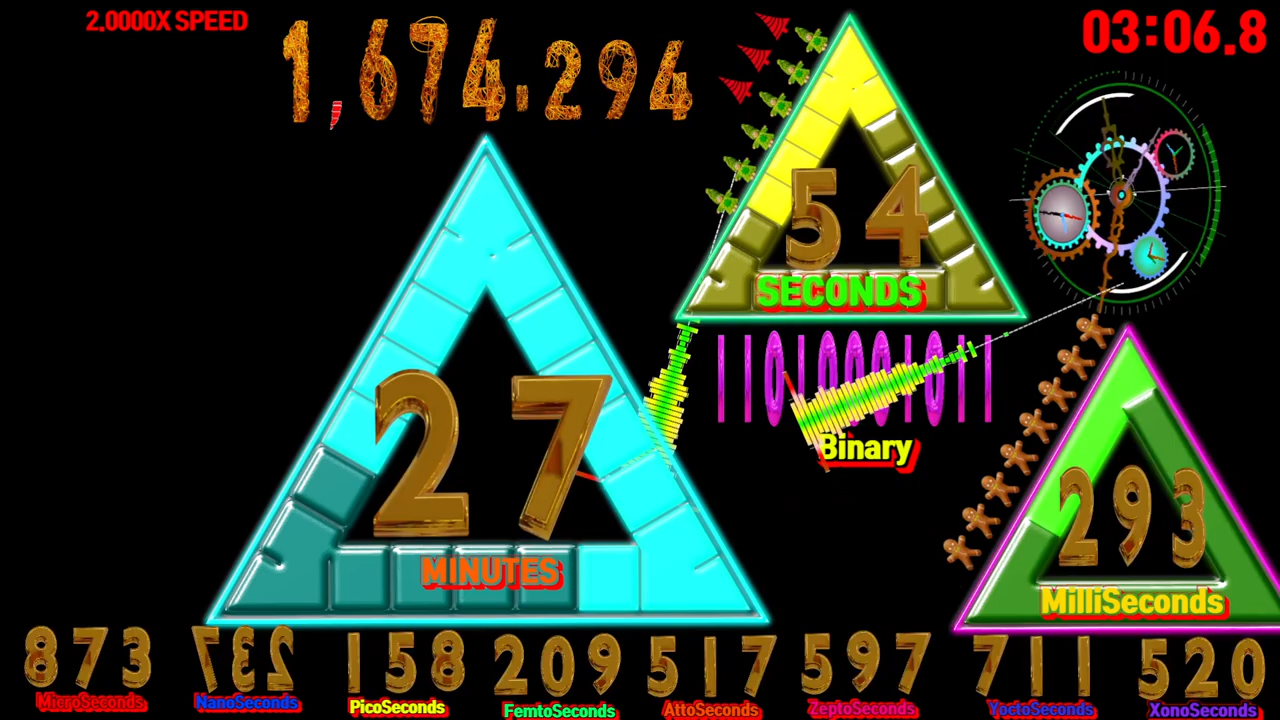 2.0000X SPEED
1,674.294
03:06.8
54
SECONDS
11010001011
Binary
27
MINUTES
293
MilliSeconds
873 237 158 209 517 597 711 520
MicroSeconds NanoSeconds PicoSeconds FemtoSeconds AttoSeconds ZeptoSeconds YoctoSeconds XonoSeconds